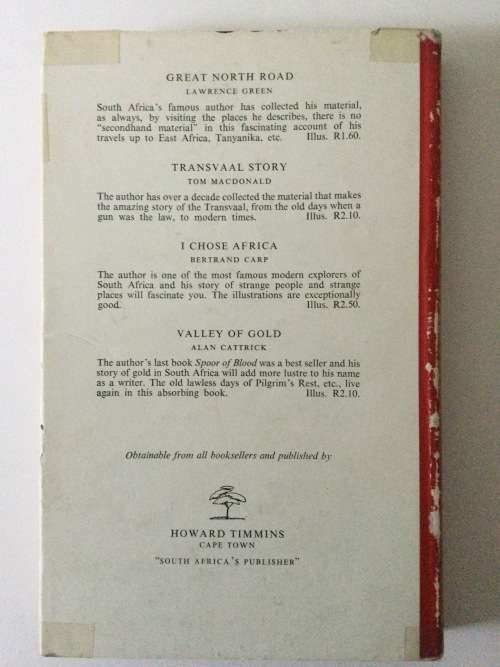 GREAT NORTH ROAD
LAWRENCE GREEN
South Africa's famous author has collected his material,
as always, by visiting the places he describes, there is no
"secondhand material" in this fascinating account of his
travels up to East Africa, Tanyanika, etc. Illus. R1.60.
TRANSVAAL STORY
TOM MACDONALD
The author has over a decade collected the material that makes
the amazing story of the Transvaal, from the old days when a
gun was the law, to modern times. Illus. R2.10.
I CHOSE AFRICA
BERTRAND CARP
The author is one of the most famous modern explorers of
South Africa and his story of strange people and strange
places will fascinate you. The illustrations are exceptionally
good. Illus. R2.50.
VALLEY OF GOLD
ALAN CATTRICK
The author's last book Spoor of Blood was a best seller and his
story of gold in South Africa will add more lustre to his name
as a writer. The old lawless days of Pilgrim's Rest, etc., live
again in this absorbing book. Illus. R2.10.
Obtainable from all booksellers and published by
HOWARD TIMMINS
CAPE TOWN
"SOUTH AFRICA'S PUBLISHER"